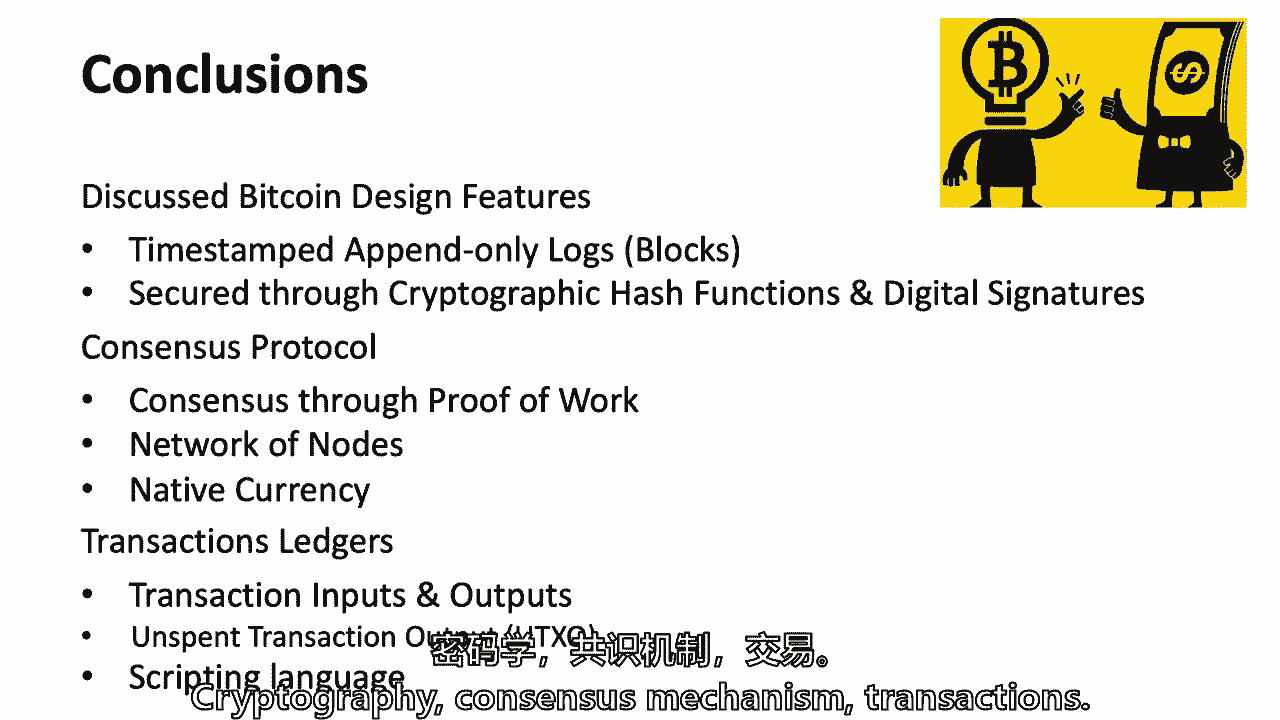 Conclusions
Discussed Bitcoin Design Features
• Timestamped Append-only Logs (Blocks)
• Secured through Cryptographic Hash Functions & Digital Signatures
Consensus Protocol
• Consensus through Proof of Work
• Network of Nodes
• Native Currency
Transactions Ledgers
• Transaction Inputs & Outputs
• Unspent Transaction Output (UTXO)
• Scripting language
密码学，共识机制，交易。
Cryptography, consensus mechanism, transactions.